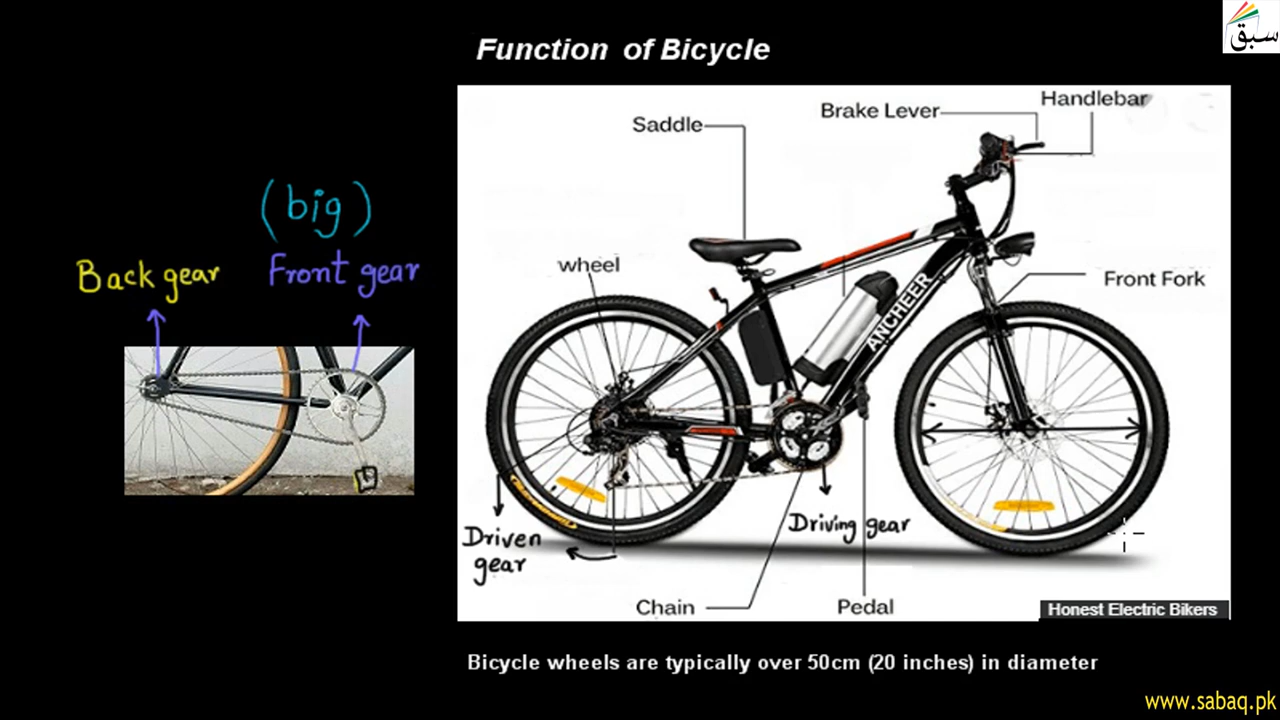 سبق
Function of Bicycle
Handlebar
Brake Lever
Saddle
(big)
Back gear
Front gear
wheel
Front Fork
ANCHEER
Driving gear
Driven
gear
Chain
Pedal
Honest Electric Bikers
Bicycle wheels are typically over 50cm (20 inches) in diameter
www.sabaq.pk